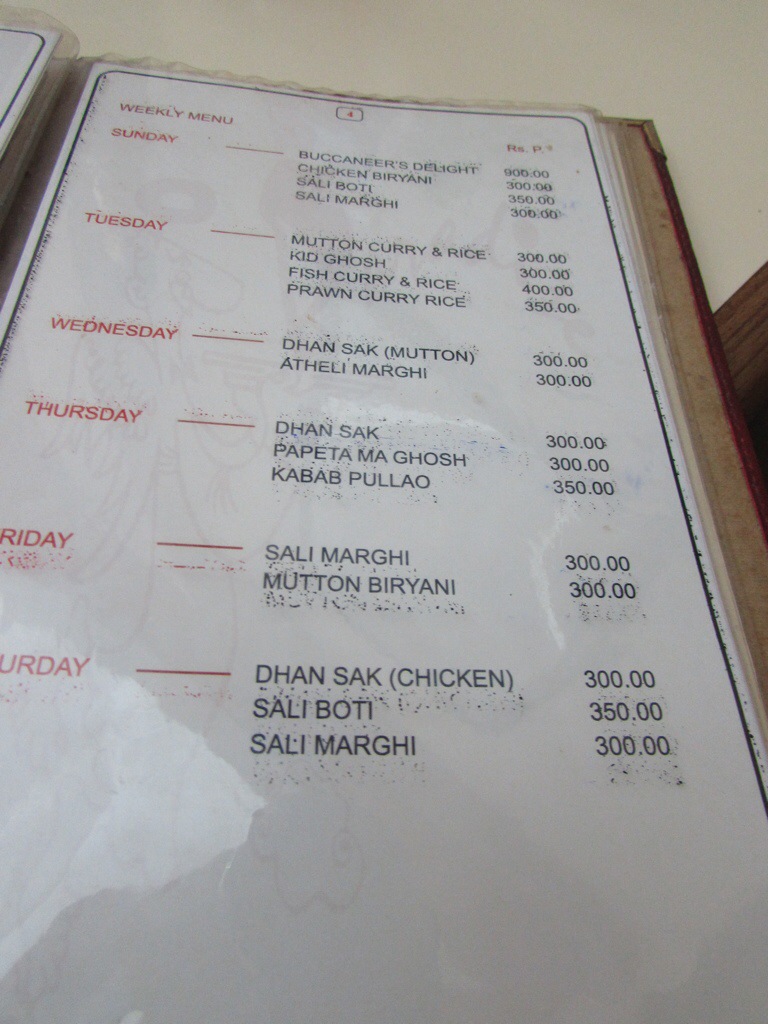 4
WEEKLY MENU
Rs. P.
SUNDAY
BUCCANEER'S DELIGHT 900.00
CHICKEN BIRYANI 300.00
SALI BOTI 350.00
SALI MARGHI 300.00
TUESDAY
MUTTON CURRY & RICE 300.00
KID GHOSH 300.00
FISH CURRY & RICE 400.00
PRAWN CURRY RICE 350.00
WEDNESDAY
DHAN SAK (MUTTON) 300.00
ATHELI MARGHI 300.00
THURSDAY
DHAN SAK 300.00
PAPETA MA GHOSH 300.00
KABAB PULLAO 350.00
RIDAY
SALI MARGHI 300.00
MUTTON BIRYANI 300.00
URDAY
DHAN SAK (CHICKEN) 300.00
SALI BOTI 350.00
SALI MARGHI 300.00